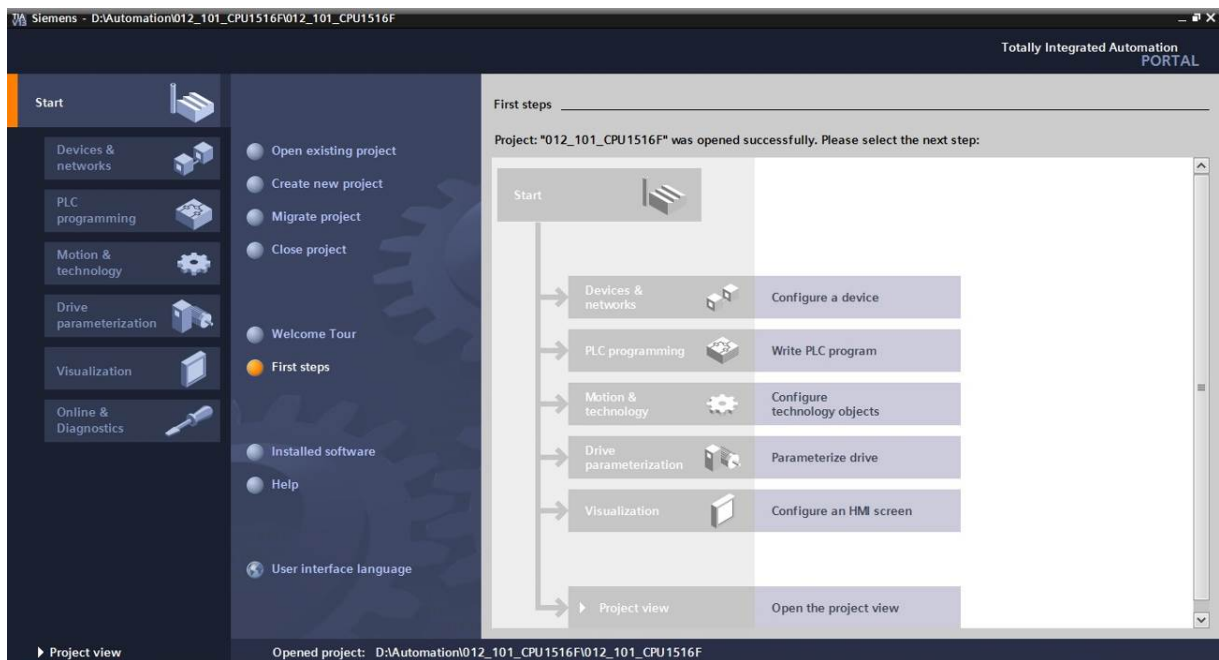 Siemens - D:\Automation\012_101_CPU1516F\012_101_CPU1516F
Totally Integrated Automation
PORTAL
Start
Devices &
networks
PLC
programming
Motion &
technology
Drive
parameterization
Visualization
Online &
Diagnostics
Project view
Open existing project
Create new project
Migrate project
Close project
Welcome Tour
First steps
Installed software
Help
User interface language
First steps
Project: "012_101_CPU1516F" was opened successfully. Please select the next step:
Start
Devices &
networks
Configure a device
PLC programming
Write PLC program
Motion &
technology
Configure
technology objects
Drive
parameterization
Parameterize drive
Visualization
Configure an HMI screen
Project view
Open the project view
Opened project: D:\Automation\012_101_CPU1516F\012_101_CPU1516F